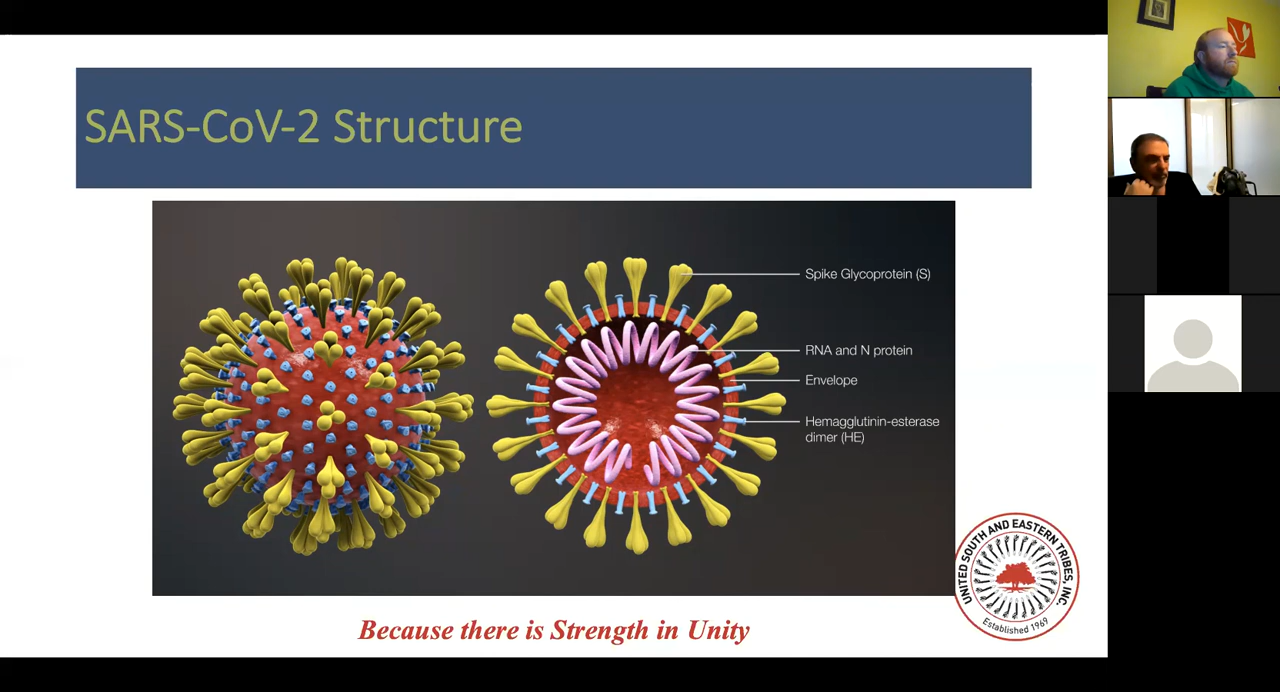 SARS-CoV-2 Structure
Spike Glycoprotein (S)
RNA and N protein
Envelope
Hemagglutinin-esterase
dimer (HE)
UNITED SOUTH AND EASTERN TRIBES, INC.
Established 1969
Because there is Strength in Unity